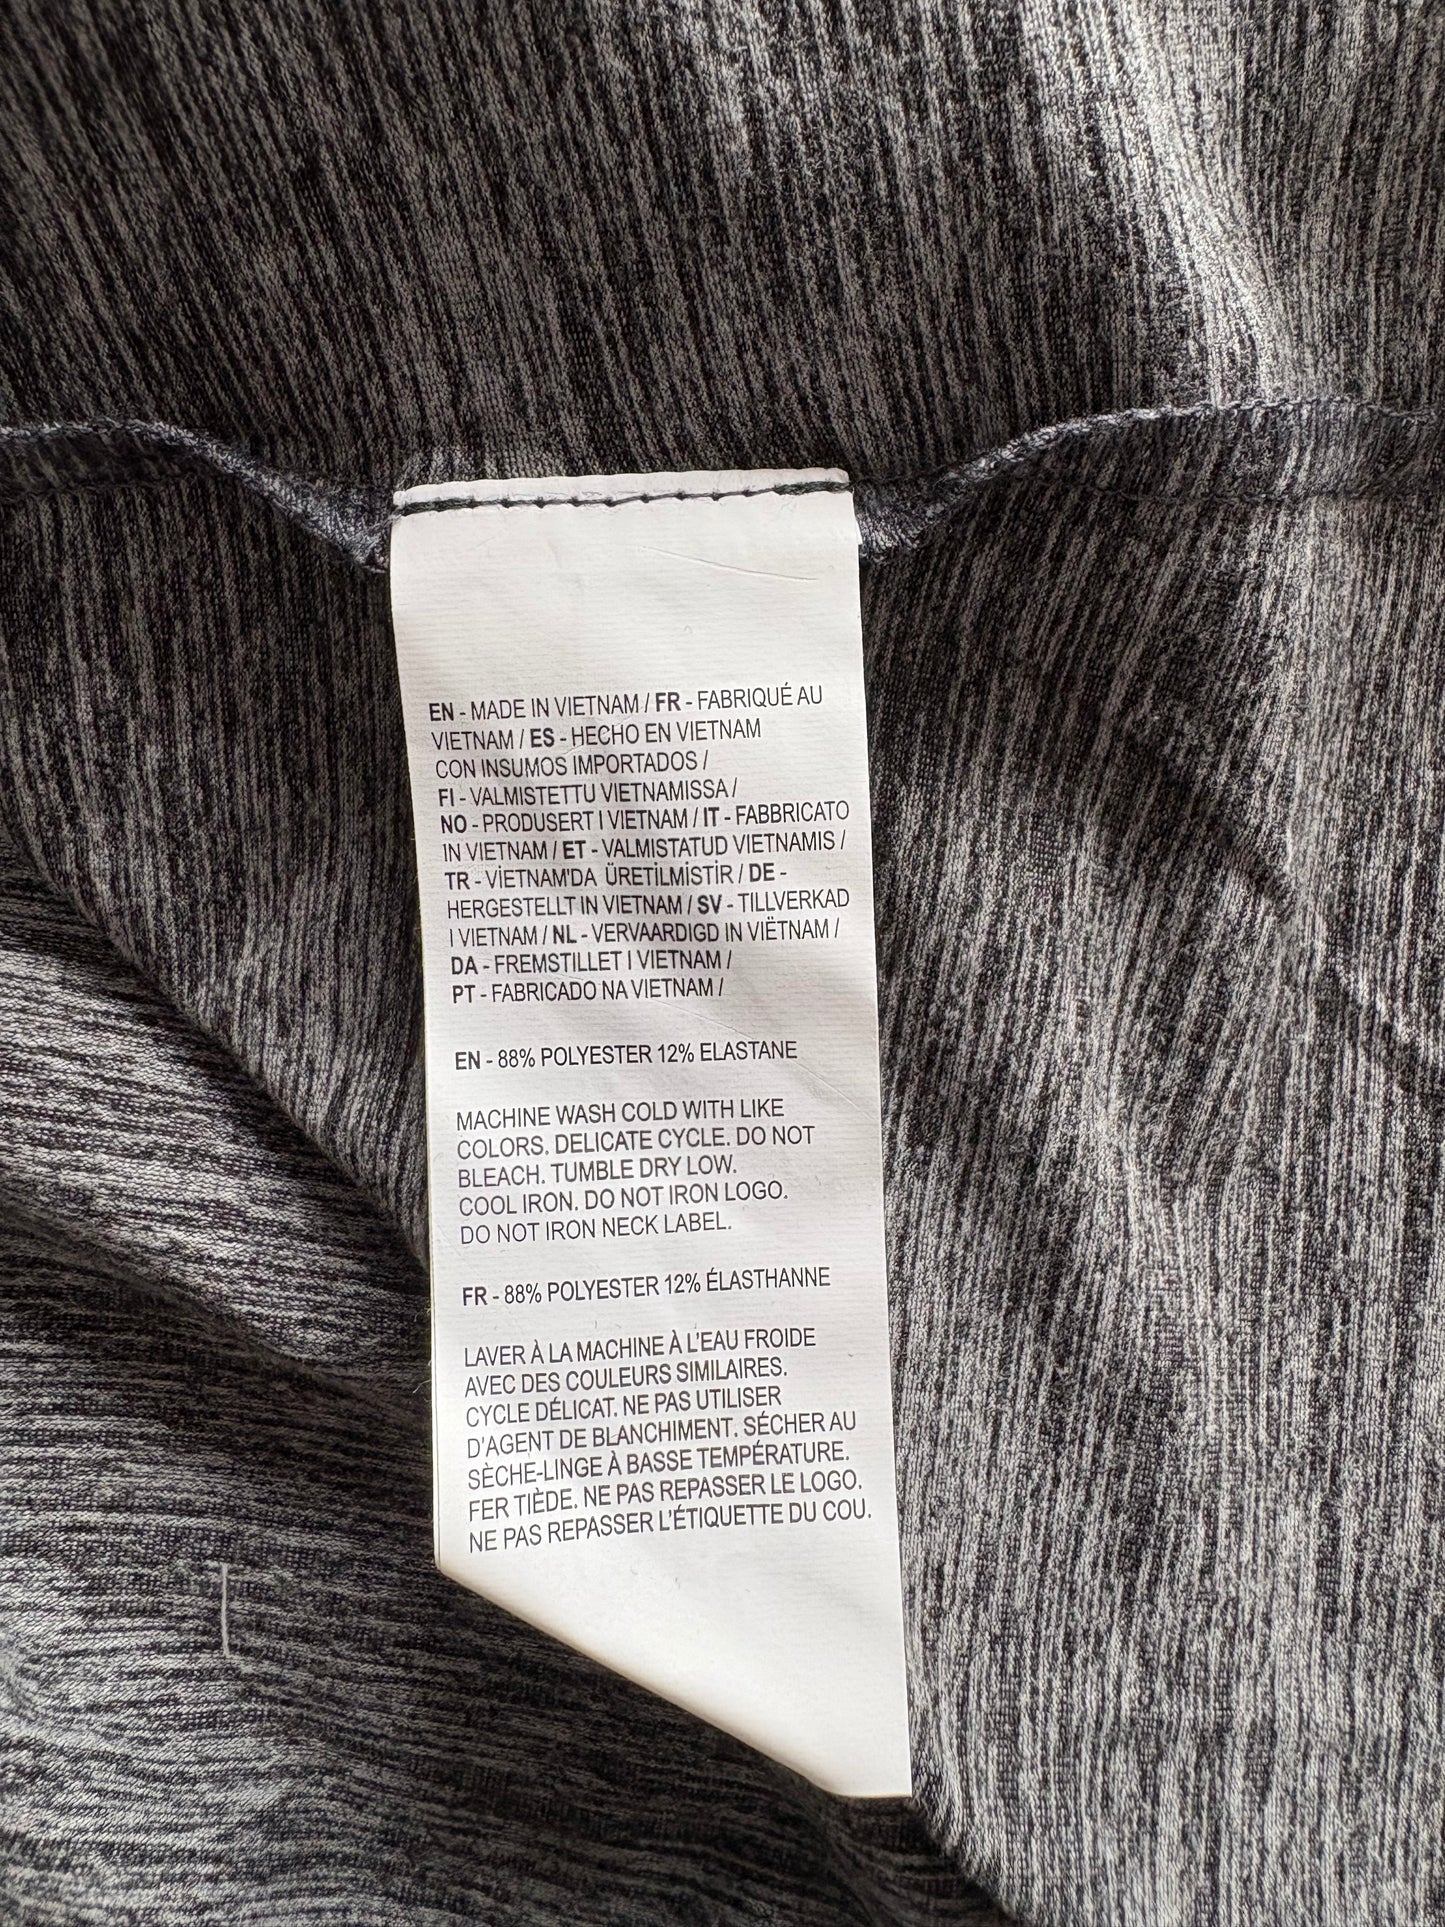 EN - MADE IN VIETNAM / FR - FABRIQUÉ AU
VIETNAM / ES - HECHO EN VIETNAM
CON INSUMOS IMPORTADOS /
FI - VALMISTETTU VIETNAMISSA /
NO - PRODUSERT I VIETNAM / IT - FABBRICATO
IN VIETNAM / ET - VALMISTATUD VIETNAMIS /
TR - VİETNAM'DA ÜRETİLMİSTİR / DE -
HERGESTELLT IN VIETNAM / SV - TILLVERKAD
I VIETNAM / NL - VERVAARDIGD IN VIËTNAM /
DA - FREMSTILLET I VIETNAM /
PT - FABRICADO NA VIETNAM /
EN - 88% POLYESTER 12% ELASTANE
MACHINE WASH COLD WITH LIKE
COLORS. DELICATE CYCLE. DO NOT
BLEACH. TUMBLE DRY LOW.
COOL IRON. DO NOT IRON LOGO.
DO NOT IRON NECK LABEL.
FR - 88% POLYESTER 12% ÉLASTHANNE
LAVER À LA MACHINE À L'EAU FROIDE
AVEC DES COULEURS SIMILAIRES.
CYCLE DÉLICAT. NE PAS UTILISER
D'AGENT DE BLANCHIMENT. SÉCHER AU
SÈCHE-LINGE À BASSE TEMPÉRATURE.
FER TIÈDE. NE PAS REPASSER LE LOGO.
NE PAS REPASSER L'ÉTIQUETTE DU COU.